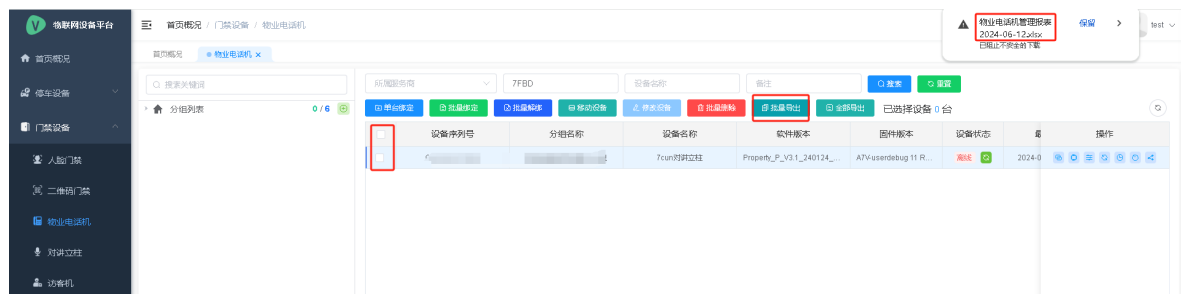 物联网设备平台
首页概况 / 门禁设备 / 物业电话机
物业电话机管理报表
2024-06-12.xlsx
已阻止不安全的下载
保留
test
首页概况
物业电话机 ×
首页概况
停车设备
门禁设备
人脸门禁
二维码门禁
物业电话机
对讲立柱
访客机
搜索关键词
分组列表 0 / 6
所属服务商 7FBD 设备名称 备注 搜索 重置
单台绑定 批量绑定 批量解绑 移动设备 修改设备 批量删除 批量导出 全部导出 已选择设备 0 台
设备序列号 分组名称 设备名称 软件版本 固件版本 设备状态 操作
7cun对讲立柱 Property_P_V3.1_240124_... A7V-userdebug 11 R... 离线 2024-0